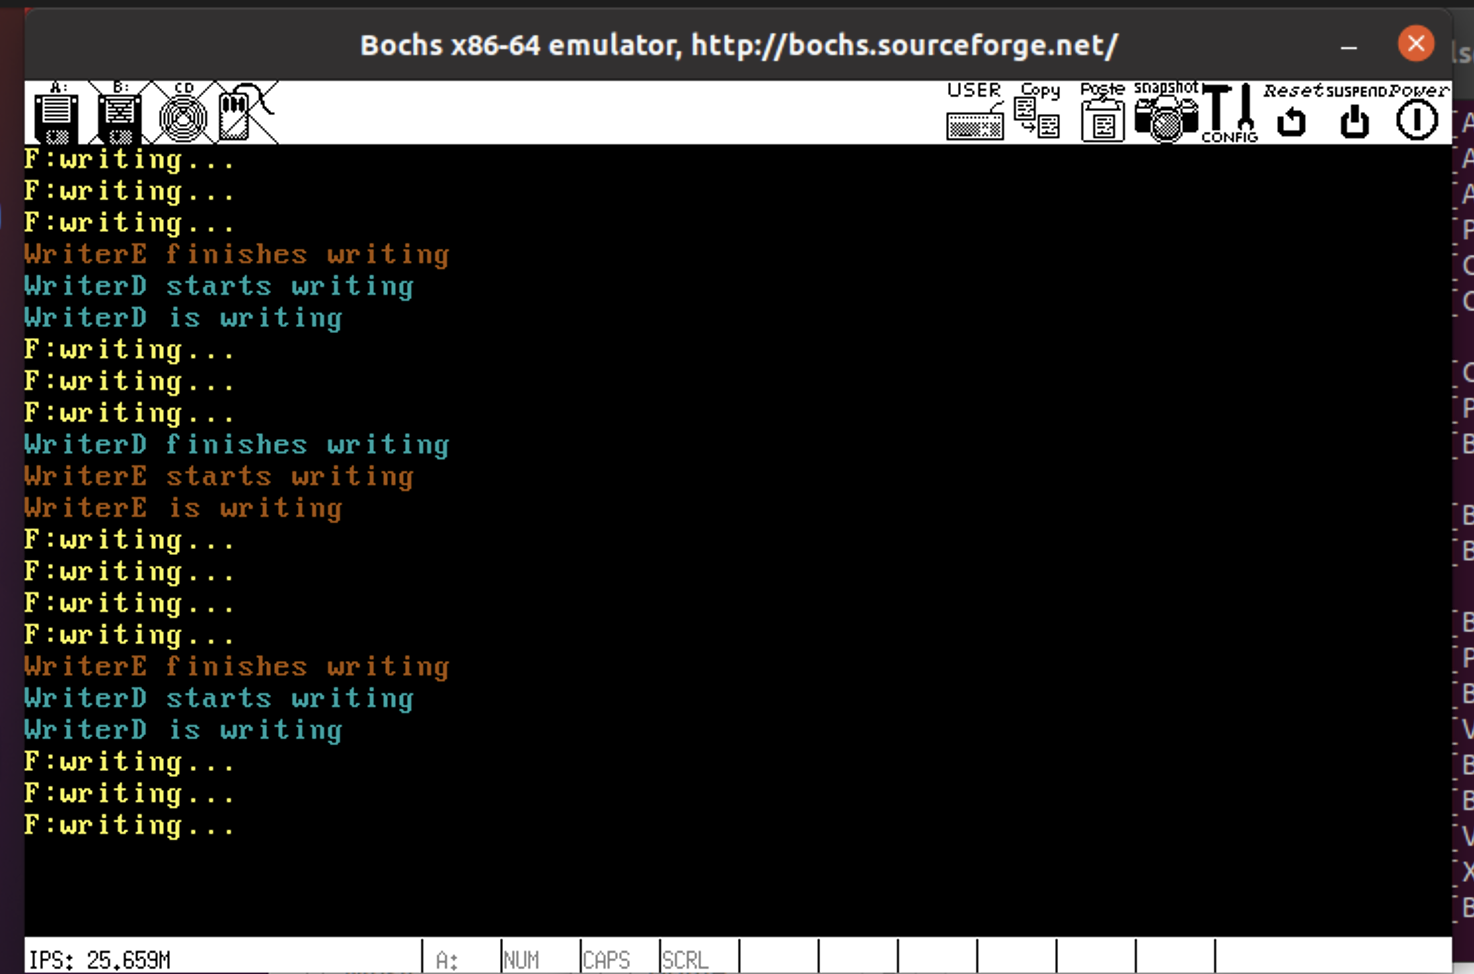 Bochs x86-64 emulator, http://bochs.sourceforge.net/
A: B: CD USER Copy Paste snapshot CONFIG Reset SUSPEND Power
F:writing...
F:writing...
F:writing...
WriterE finishes writing
WriterD starts writing
WriterD is writing
F:writing...
F:writing...
F:writing...
WriterD finishes writing
WriterE starts writing
WriterE is writing
F:writing...
F:writing...
F:writing...
F:writing...
WriterE finishes writing
WriterD starts writing
WriterD is writing
F:writing...
F:writing...
F:writing...
IPS: 25.659M A: NUM CAPS SCRL